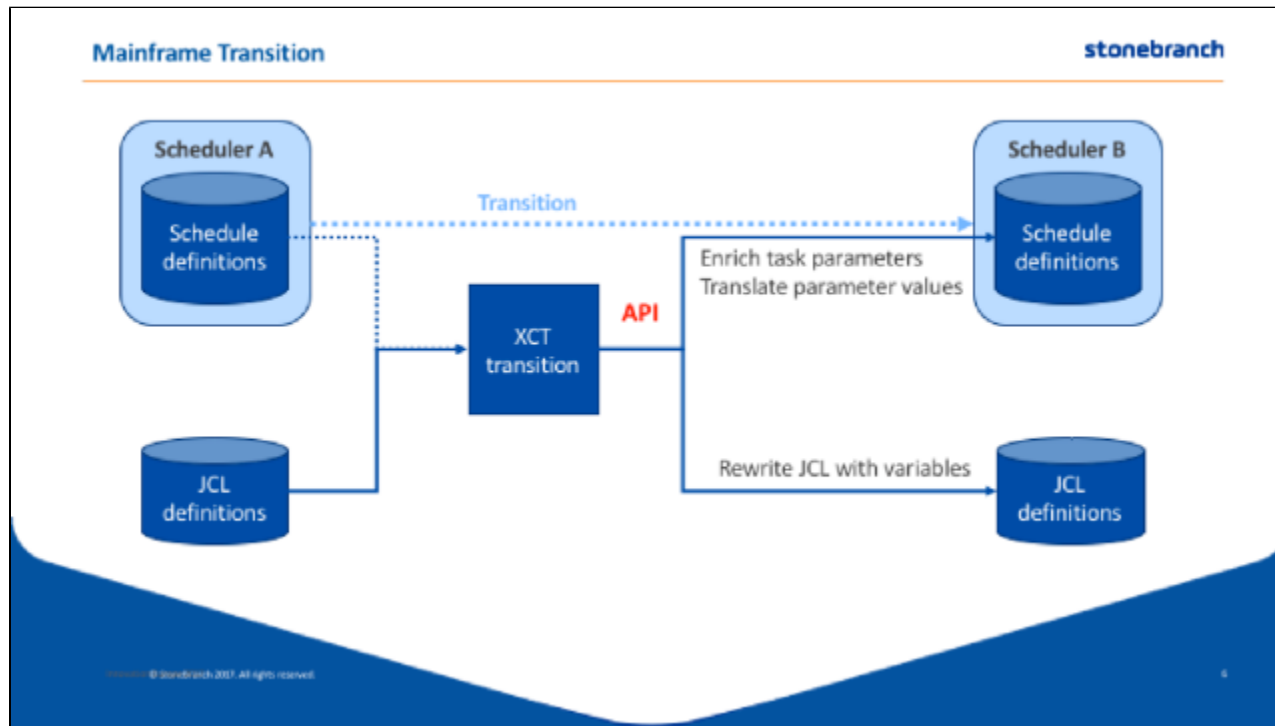 Mainframe Transition
stonebranch
Scheduler A
Scheduler B
Schedule
definitions
Transition
Schedule
definitions
Enrich task parameters
Translate parameter values
API
XCT
transition
JCL
definitions
Rewrite JCL with variables
JCL
definitions
© Stonebranch 2017. All rights reserved.
6